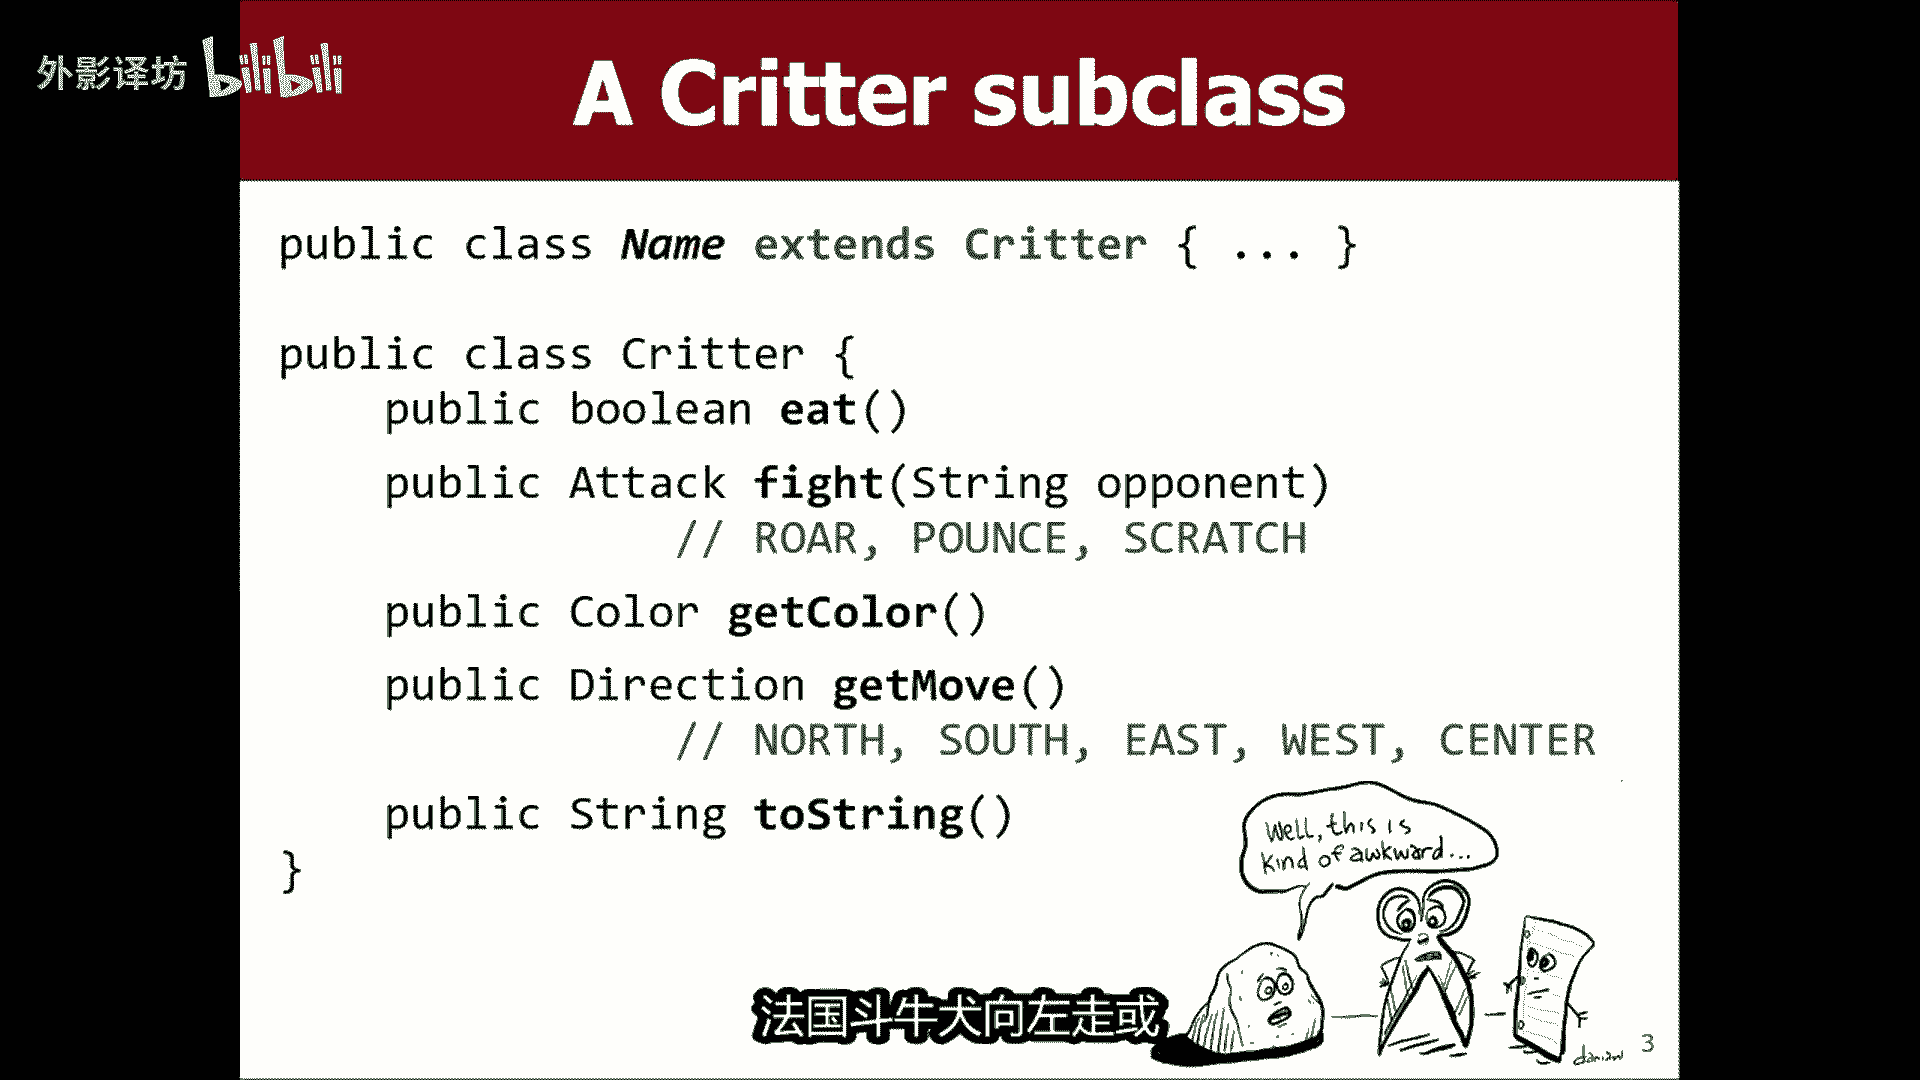 外影译坊 bilibili
A Critter subclass
public class Name extends Critter { ... }
public class Critter {
public boolean eat()
public Attack fight(String opponent)
// ROAR, POUNCE, SCRATCH
public Color getColor()
public Direction getMove()
// NORTH, SOUTH, EAST, WEST, CENTER
public String toString()
}
Well, this is
kind of awkward...
法国斗牛犬向左走或
3